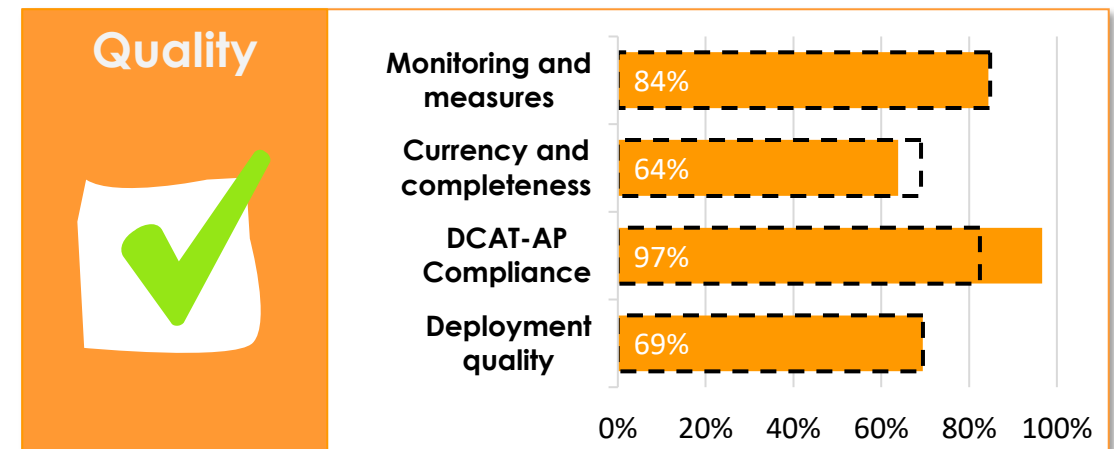 Quality
Monitoring and
measures
84%
Currency and
completeness
64%
DCAT-AP
Compliance
97%
Deployment
quality
69%
0% 20% 40% 60% 80% 100%